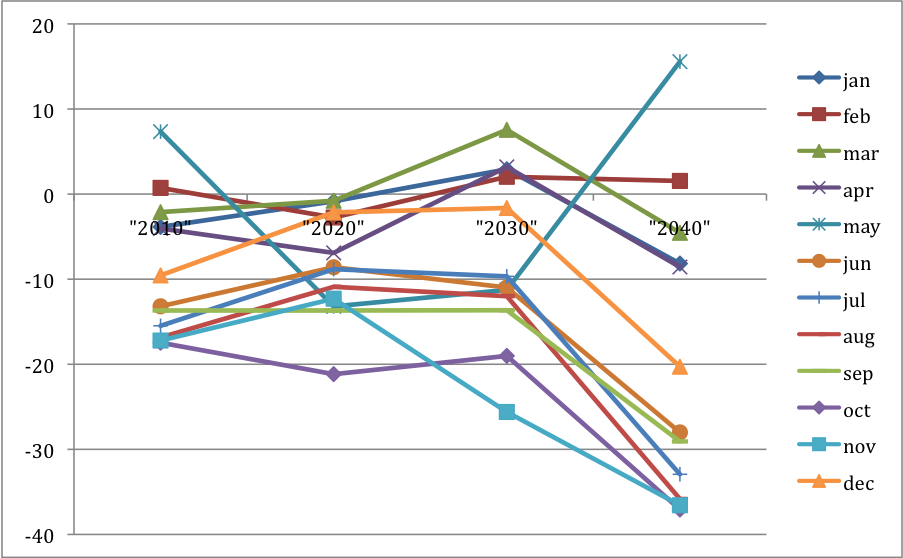 20
10
0
-10
-20
-30
-40
"2010" "2020" "2030" "2040"
jan
feb
mar
apr
may
jun
jul
aug
sep
oct
nov
dec